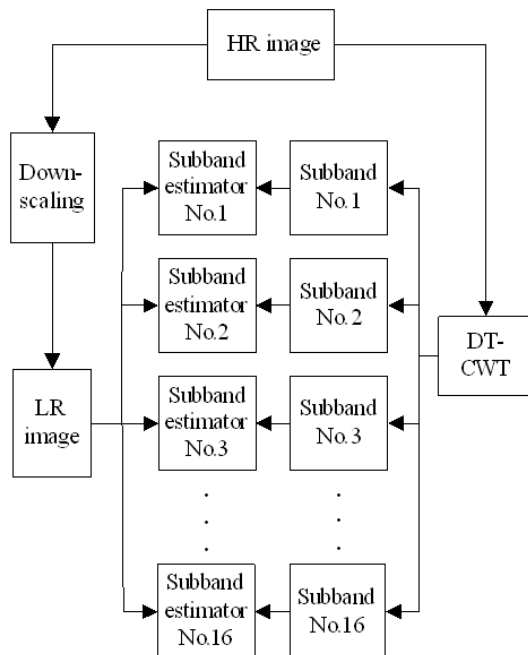 HR image
Down-
scaling
Subband
estimator
No.1
Subband
No.1
Subband
estimator
No.2
Subband
No.2
DT-
CWT
LR
image
Subband
estimator
No.3
Subband
No.3
. .
. .
. .
Subband
estimator
No.16
Subband
No.16